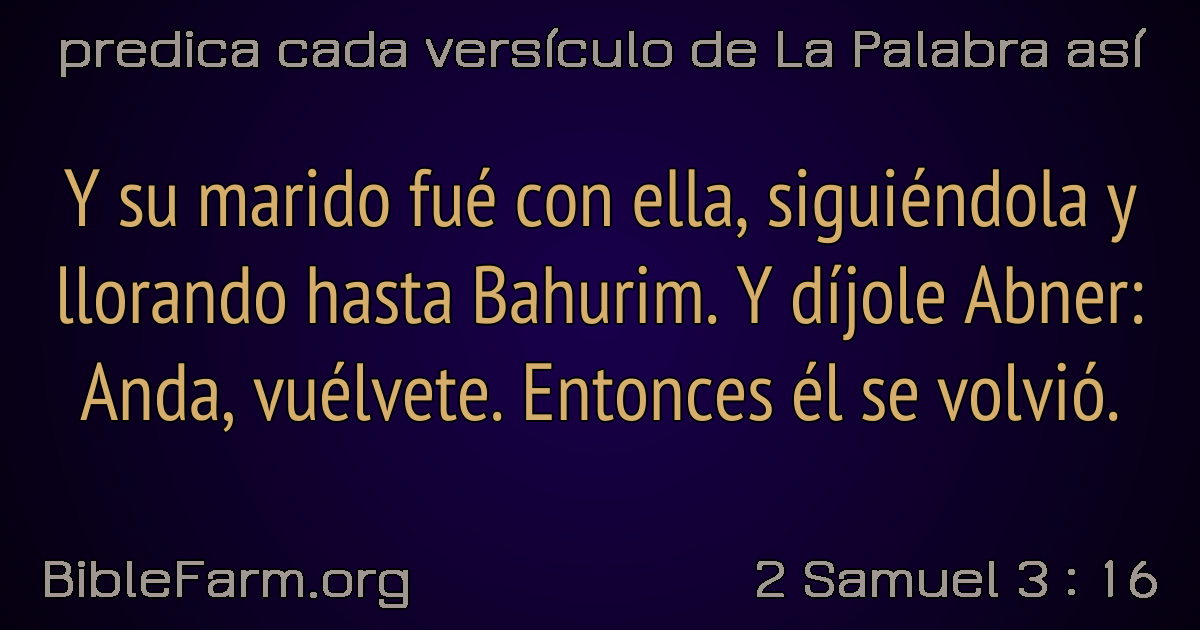 predica cada versículo de La Palabra así
Y su marido fué con ella, siguiéndola y
llorando hasta Bahurim. Y díjole Abner:
Anda, vuélvete. Entonces él se volvió.
BibleFarm.org
2 Samuel 3 : 16